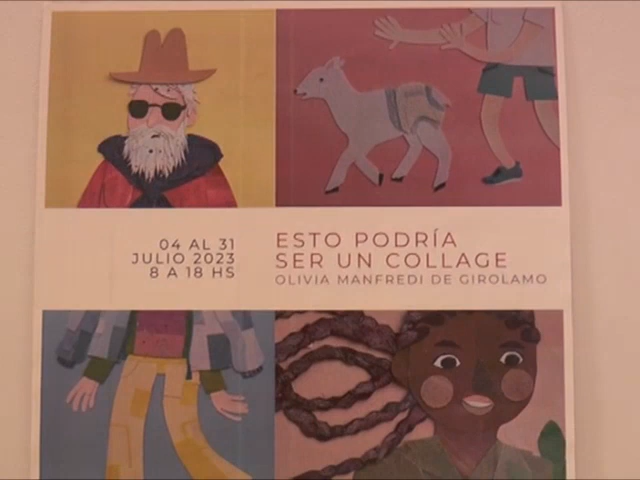 04 AL 31
JULIO 2023
8 A 18 HS
ESTO PODRÍA
SER UN COLLAGE
OLIVIA MANFREDI DE GIROLAMO